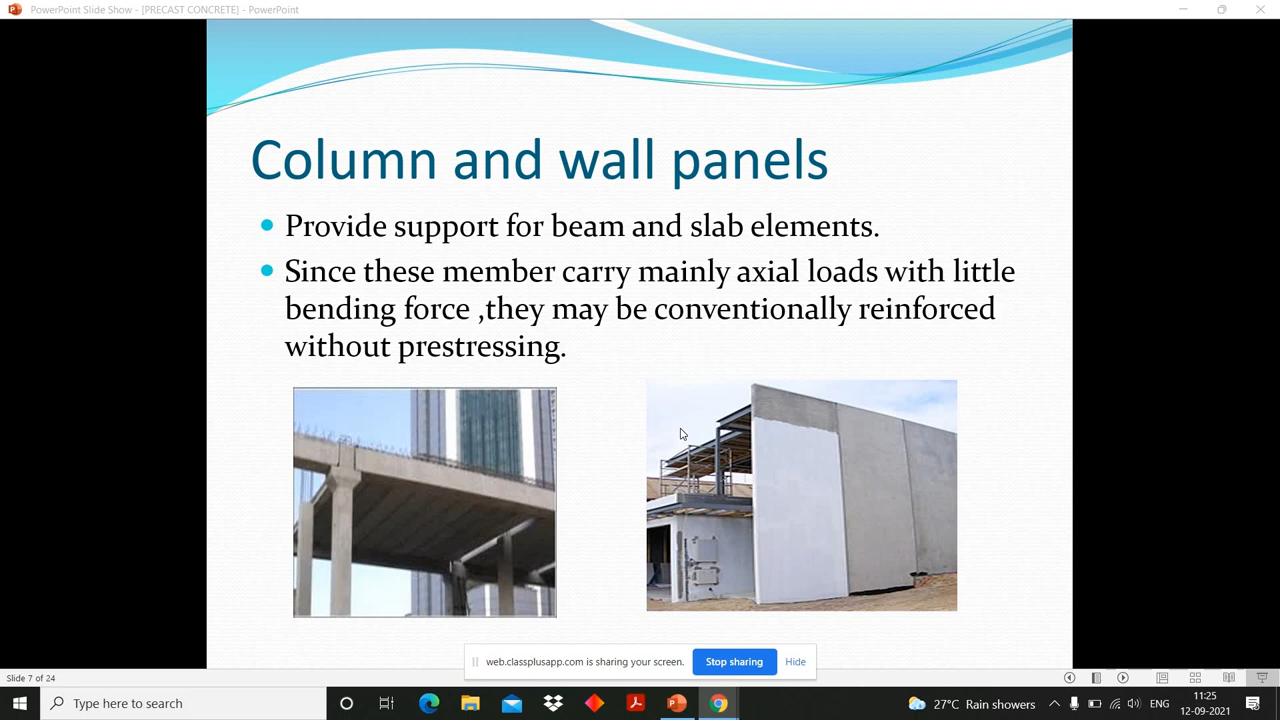 PowerPoint Slide Show - [PRECAST CONCRETE] - PowerPoint
Column and wall panels
Provide support for beam and slab elements.
Since these member carry mainly axial loads with little
bending force ,they may be conventionally reinforced
without prestressing.
web.classplusapp.com is sharing your screen.
Stop sharing
Hide
Slide 7 of 24
Type here to search
27°C Rain showers
ENG
11:25
12-09-2021